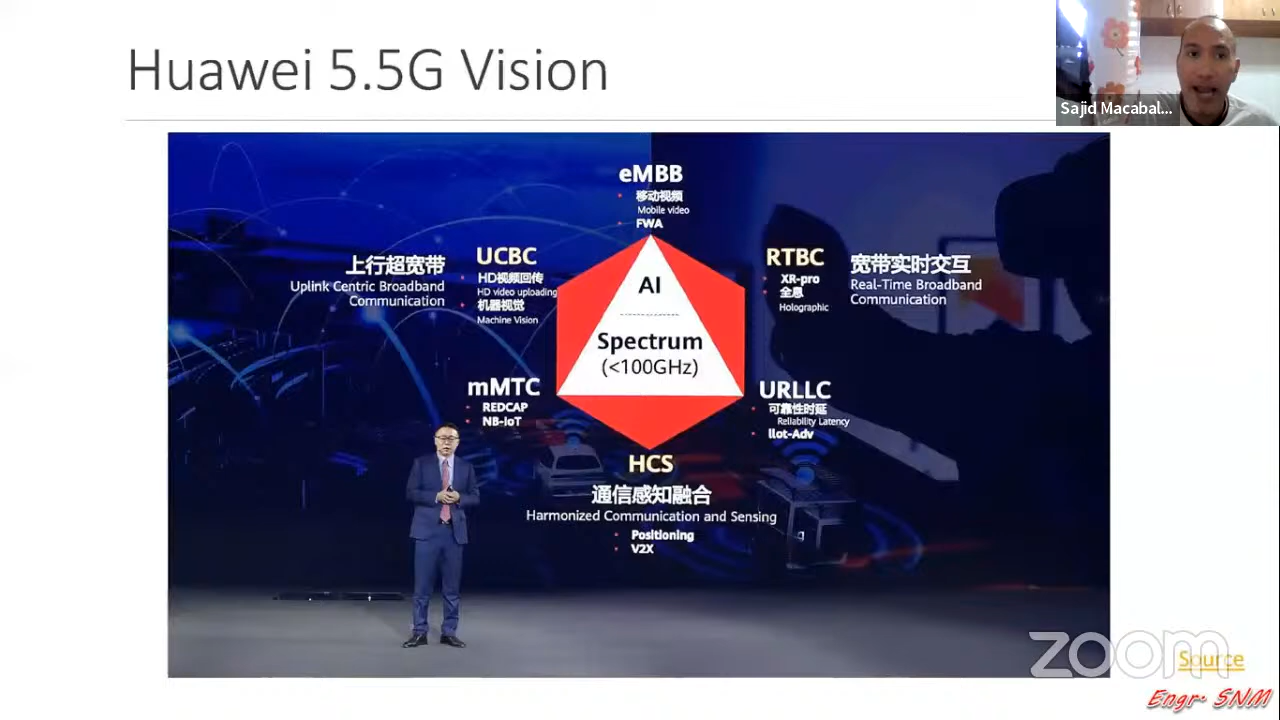 Huawei 5.5G Vision
Sajid Macabal...
eMBB
移动视频
Mobile video
FWA
上行超宽带
Uplink Centric Broadband
Communication
UCBC
HD视频回传
HD video uploading
机器视觉
Machine Vision
RTBC
XR-pro
全息
Holographic
宽带实时交互
Real-Time Broadband
Communication
AI
Spectrum
(<100GHz)
mMTC
REDCAP
NB-IoT
URLLC
可靠性时延
Reliability Latency
IIot-Adv
HCS
通信感知融合
Harmonized Communication and Sensing
Positioning
V2X
zoom
Source
Engr. SNM